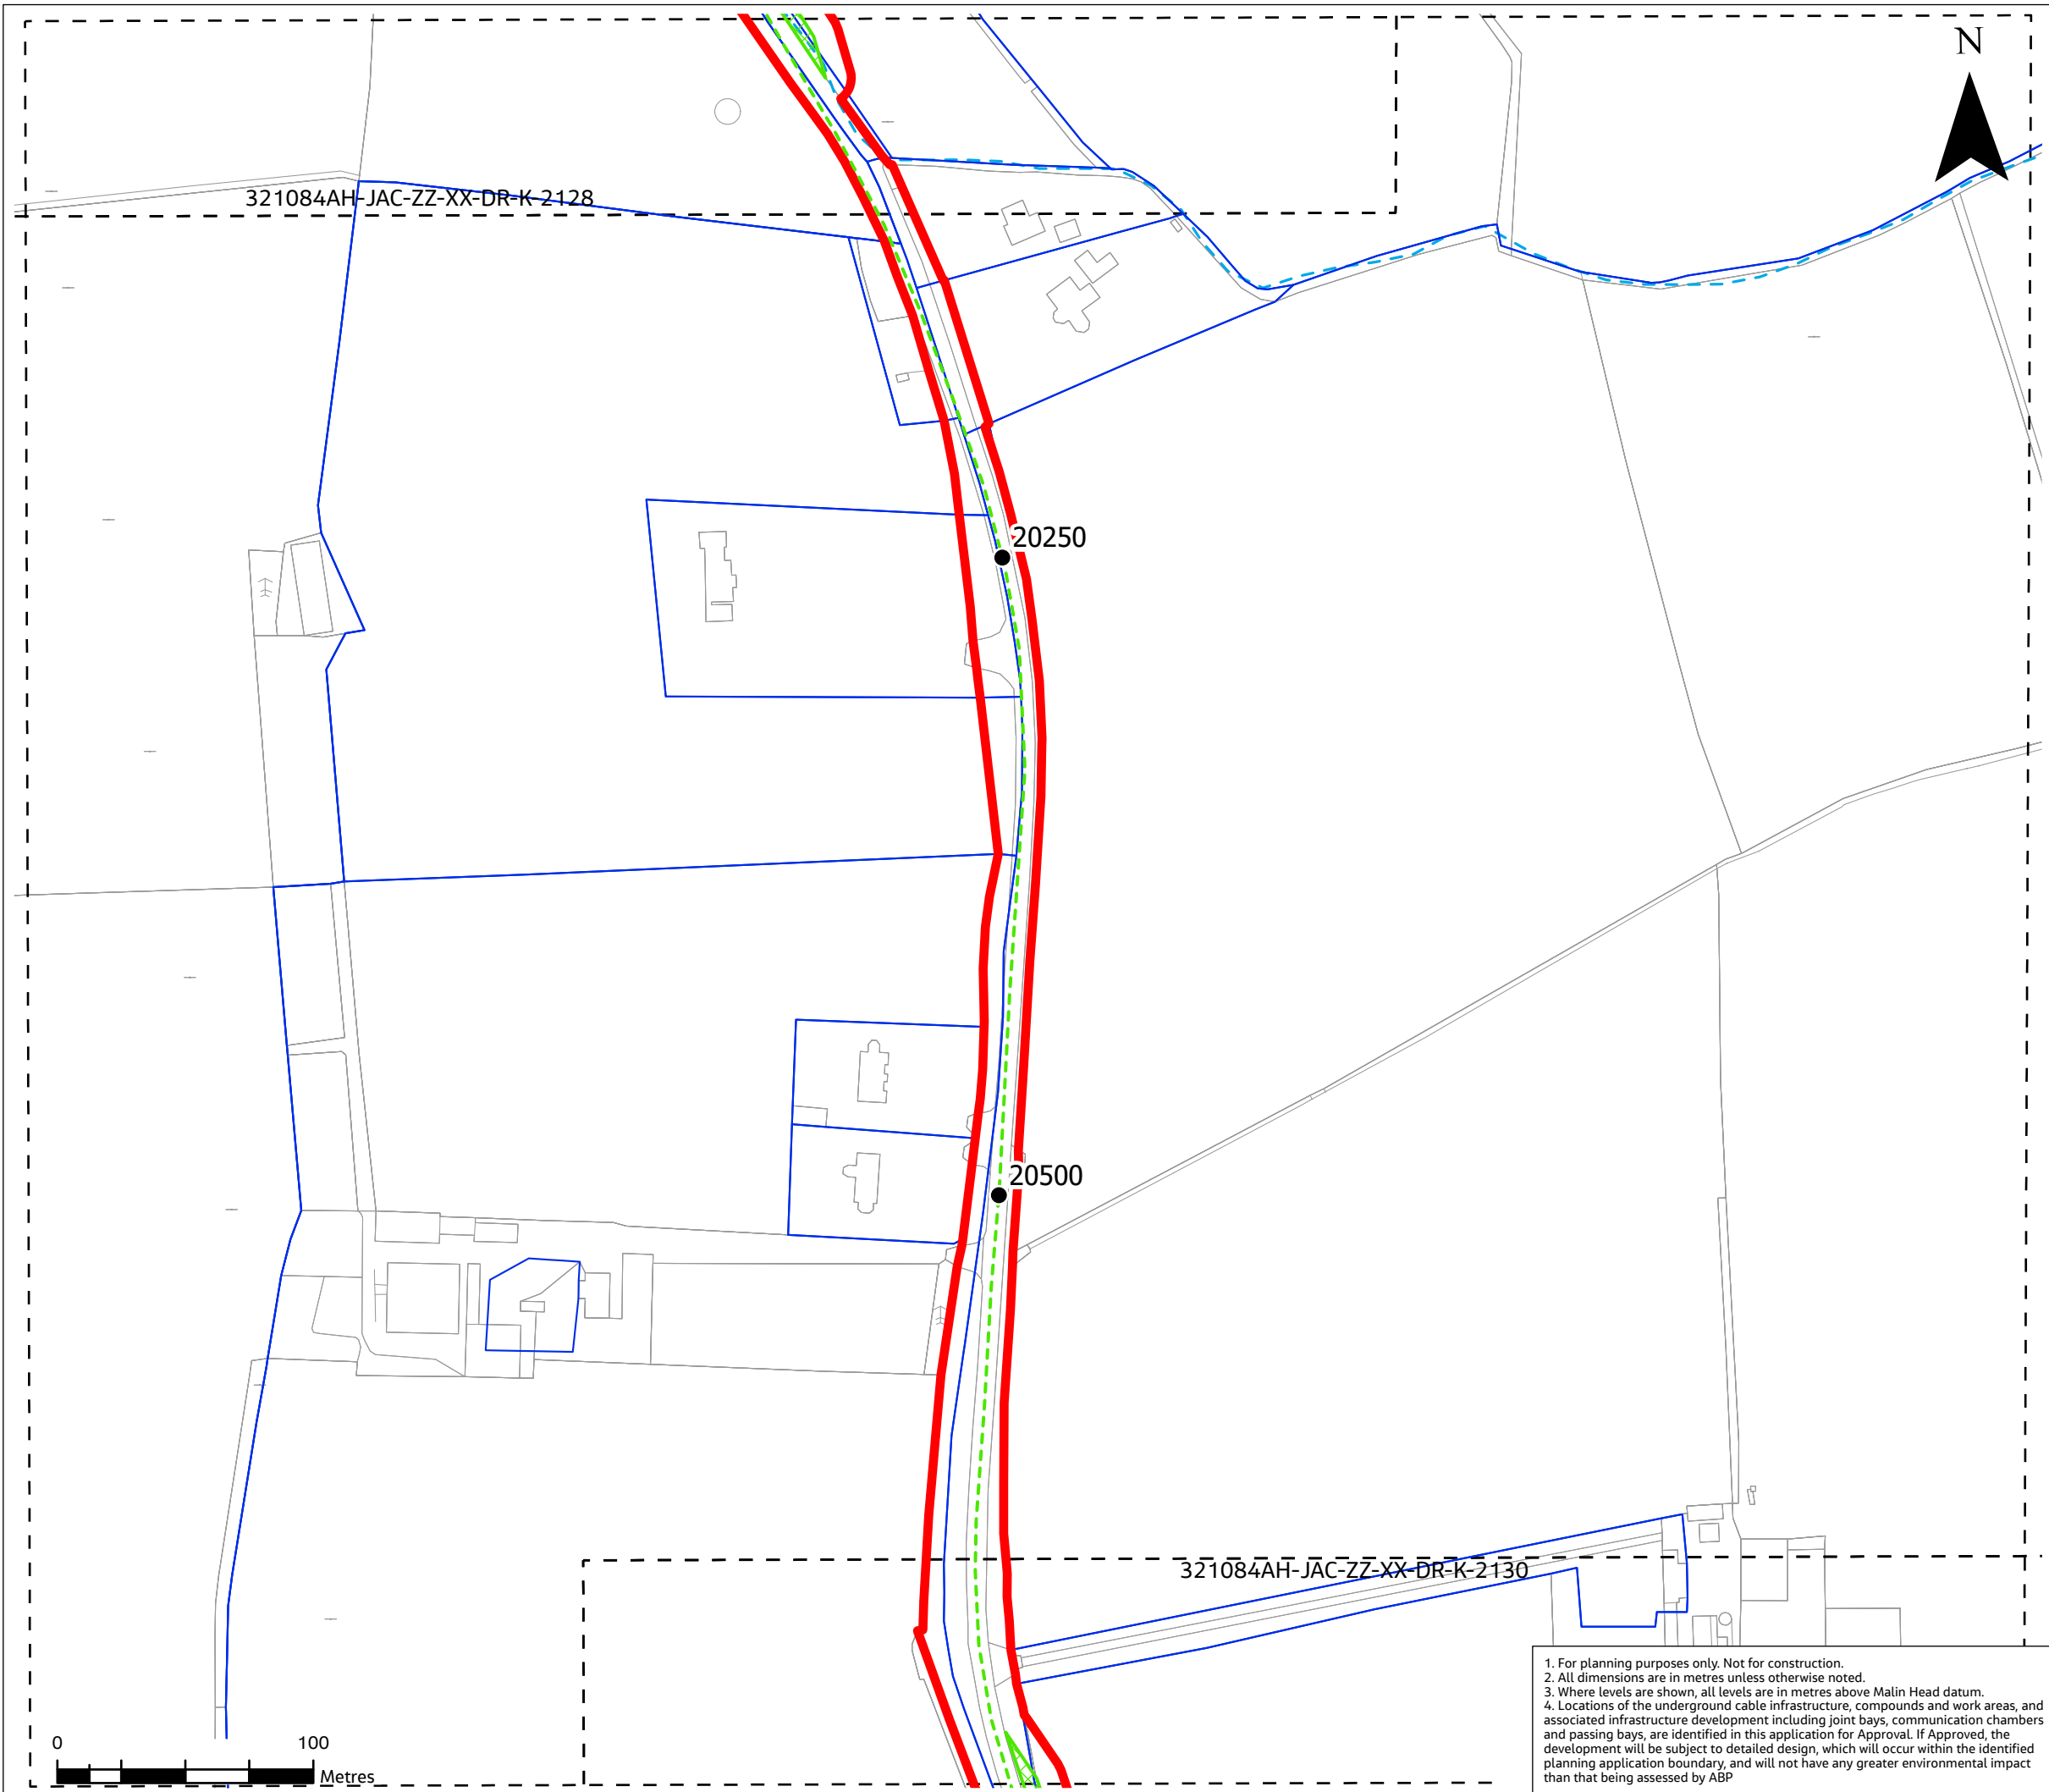 N
321084AH-JAC-ZZ-XX-DR-K-2128
20250
20500
321084AH-JAC-ZZ-XX-DR-K-2130
1. For planning purposes only. Not for construction.
2. All dimensions are in metres unless otherwise noted.
3. Where levels are shown, all levels are in metres above Malin Head datum.
4. Locations of the underground cable infrastructure, compounds and work areas, and
associated infrastructure development including joint bays, communication chambers
and passing bays, are identified in this application for Approval. If Approved, the
development will be subject to detailed design, which will occur within the identified
planning application boundary, and will not have any greater environmental impact
than that being assessed by ABP
0 100
Metres